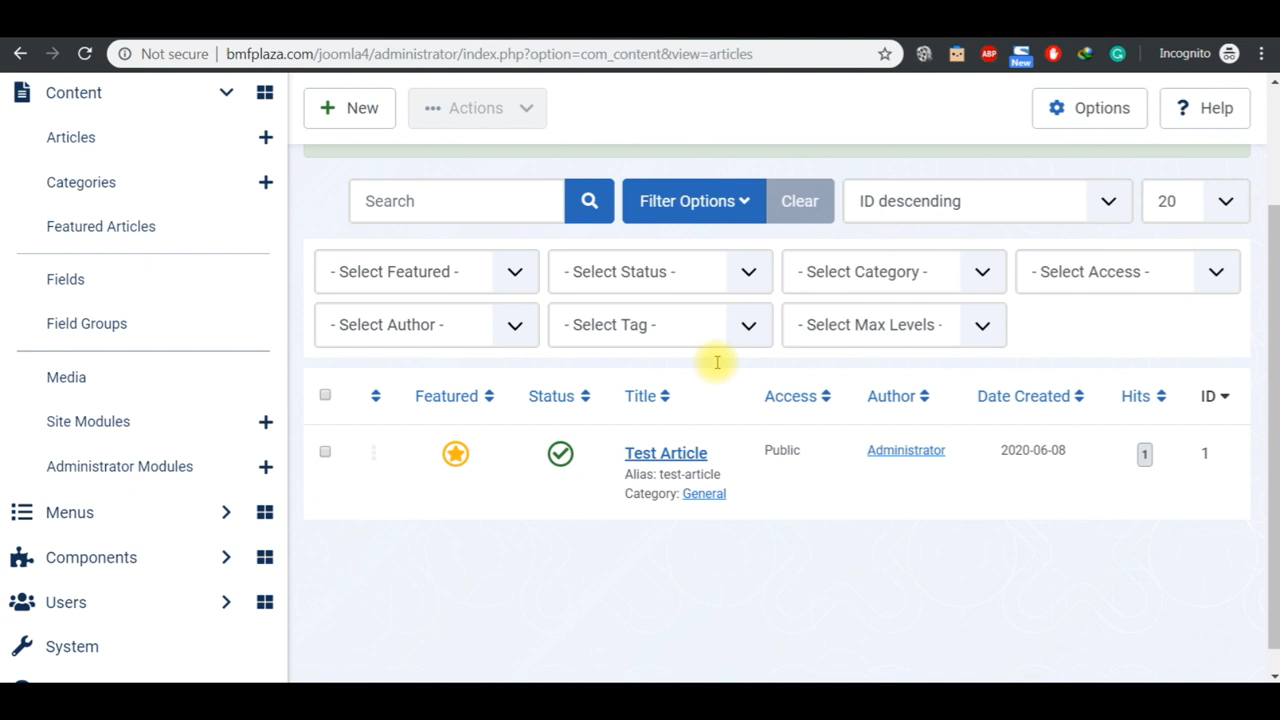 Not secure | bmfplaza.com/joomla4/administrator/index.php?option=com_content&view=articles
ABP
New
Incognito
Content
Articles
Categories
Featured Articles
Fields
Field Groups
Media
Site Modules
Administrator Modules
Menus
Components
Users
System
New
Actions
Options
? Help
Search
Filter Options
Clear
ID descending
20
- Select Featured -
- Select Status -
- Select Category -
- Select Access -
- Select Author -
- Select Tag -
- Select Max Levels -
Featured Status Title Access Author Date Created Hits ID
Test Article Public Administrator 2020-06-08 1 1
Alias: test-article
Category: General